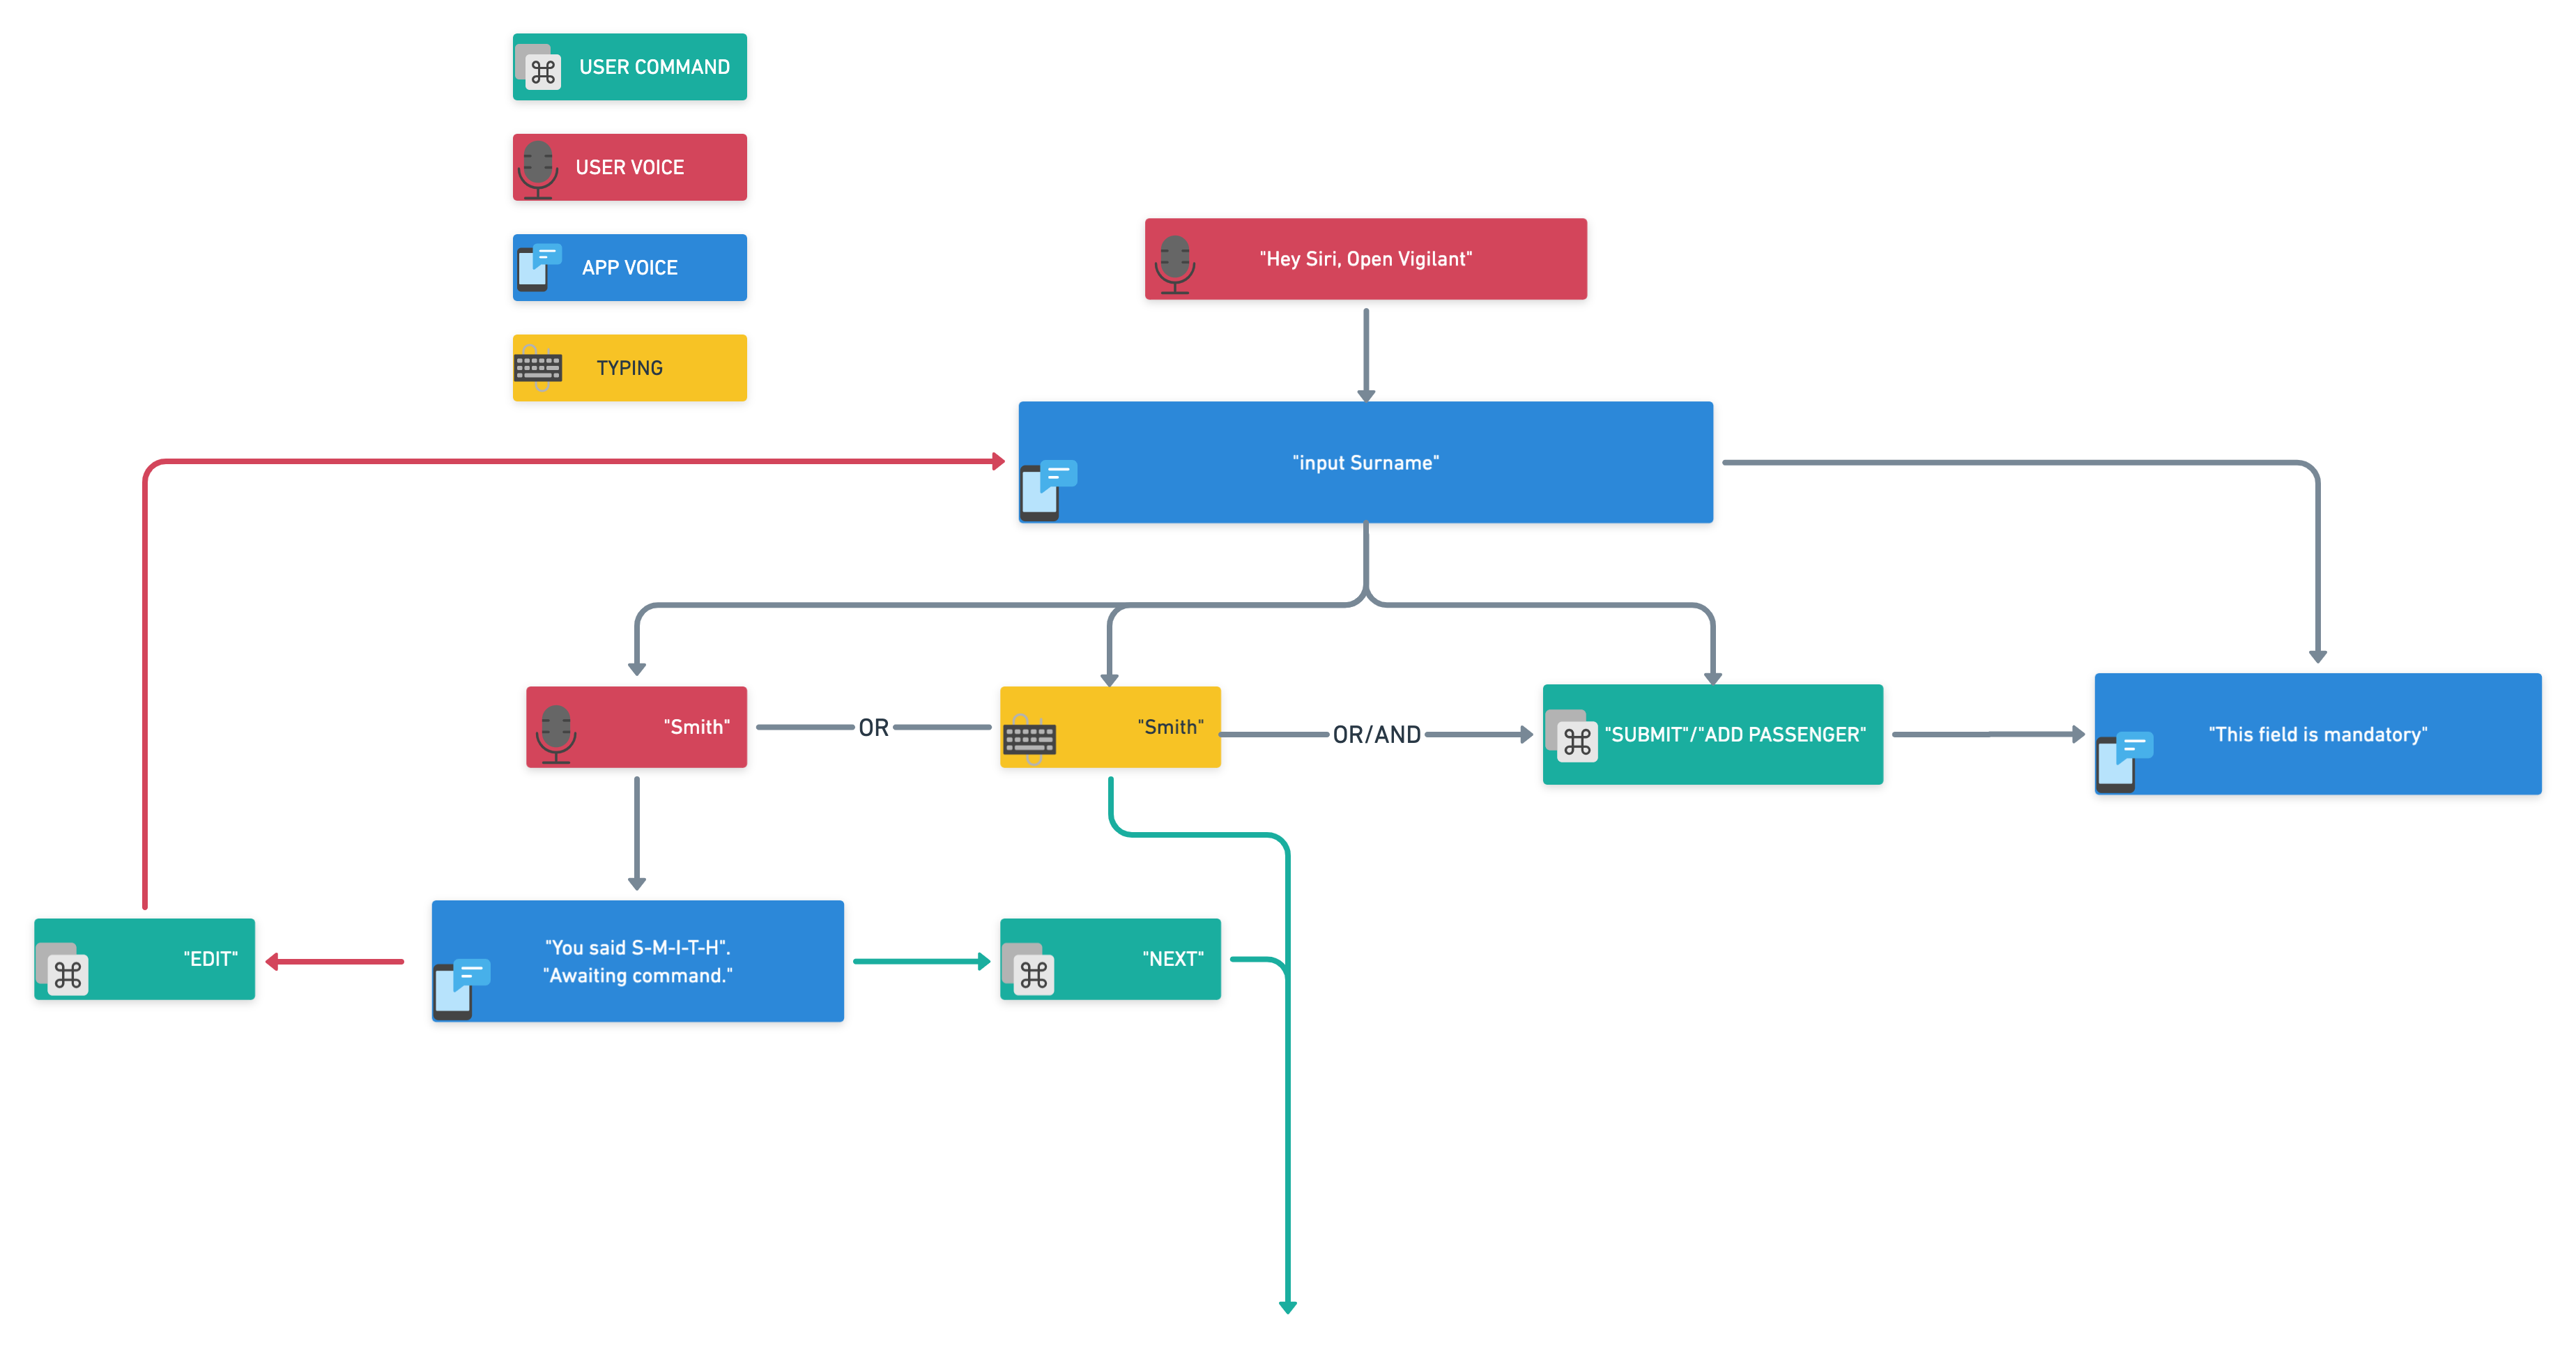 USER COMMAND
USER VOICE
APP VOICE
TYPING
"Hey Siri, Open Vigilant"
"input Surname"
"Smith"
OR
"Smith"
OR/AND
"SUBMIT"/"ADD PASSENGER"
"This field is mandatory"
"EDIT"
"You said S-M-I-T-H".
"Awaiting command."
"NEXT"